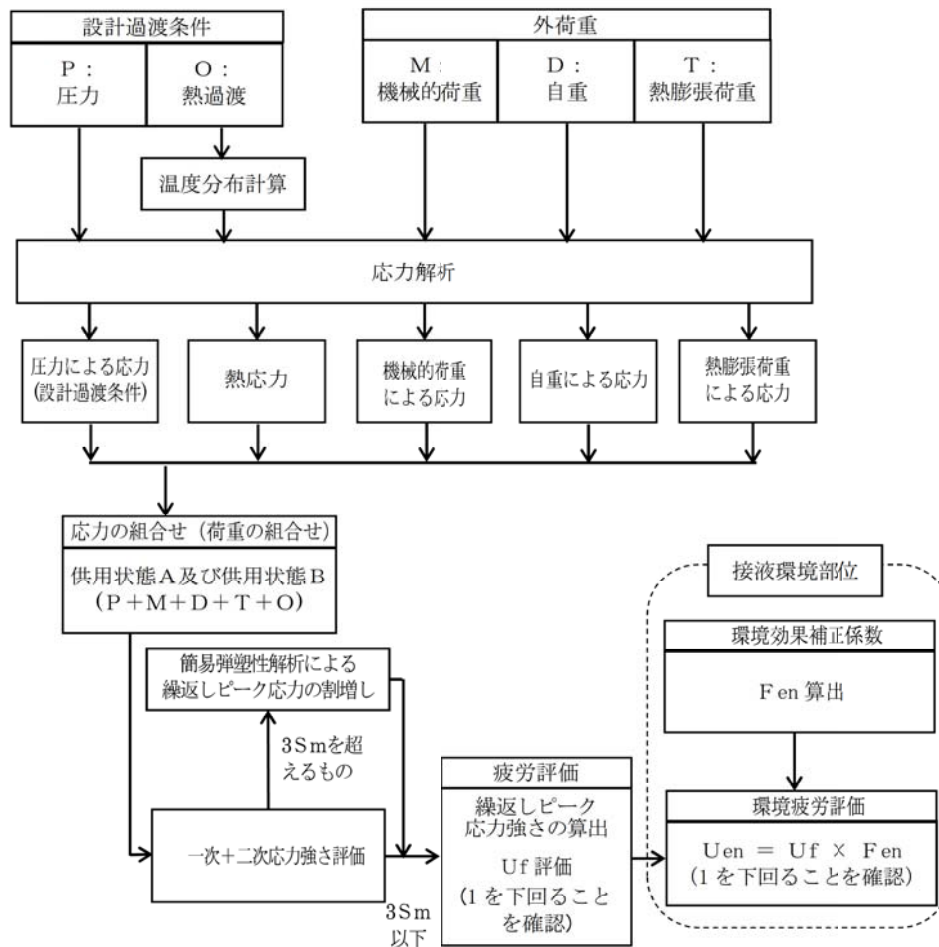 設計過渡条件
外荷重
P:
圧力
O:
熱過渡
M:
機械的荷重
D:
自重
T:
熱膨張荷重
温度分布計算
応力解析
圧力による応力
(設計過渡条件)
熱応力
機械的荷重
による応力
自重による応力
熱膨張荷重
による応力
応力の組合せ(荷重の組合せ)
供用状態A及び供用状態B
(P+M+D+T+O)
接液環境部位
環境効果補正係数
Fen算出
簡易弾塑性解析による
繰返しピーク応力の割増し
3Smを超
えるもの
一次+二次応力強さ評価
3Sm
以下
疲労評価
繰返しピーク
応力強さの算出
Uf評価
(1を下回ること
を確認)
環境疲労評価
Uen = Uf × Fen
(1を下回ることを確認)